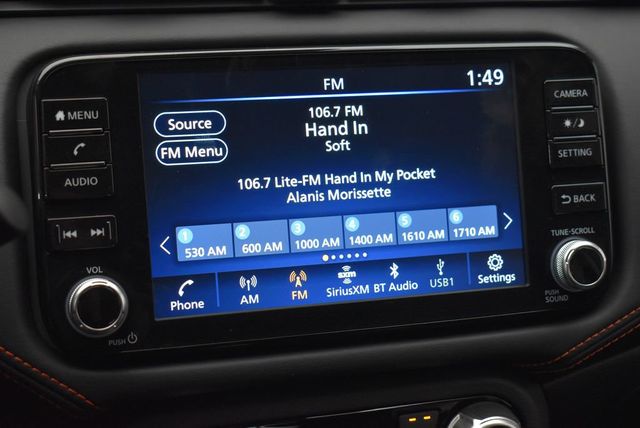 FM
1:49
CAMERA
MENU
106.7 FM
Source
Hand In
Soft
FM Menu
SETTING
AUDIO
106.7 Lite-FM Hand In My Pocket
Alanis Morissette
BACK
1 2 3 4 5 6
530 AM 600 AM 1000 AM 1400 AM 1610 AM 1710 AM
TUNE-SCROLL
VOL
Phone AM FM SiriusXM BT Audio USB1 Settings
sxm
PUSH
SOUND
PUSH